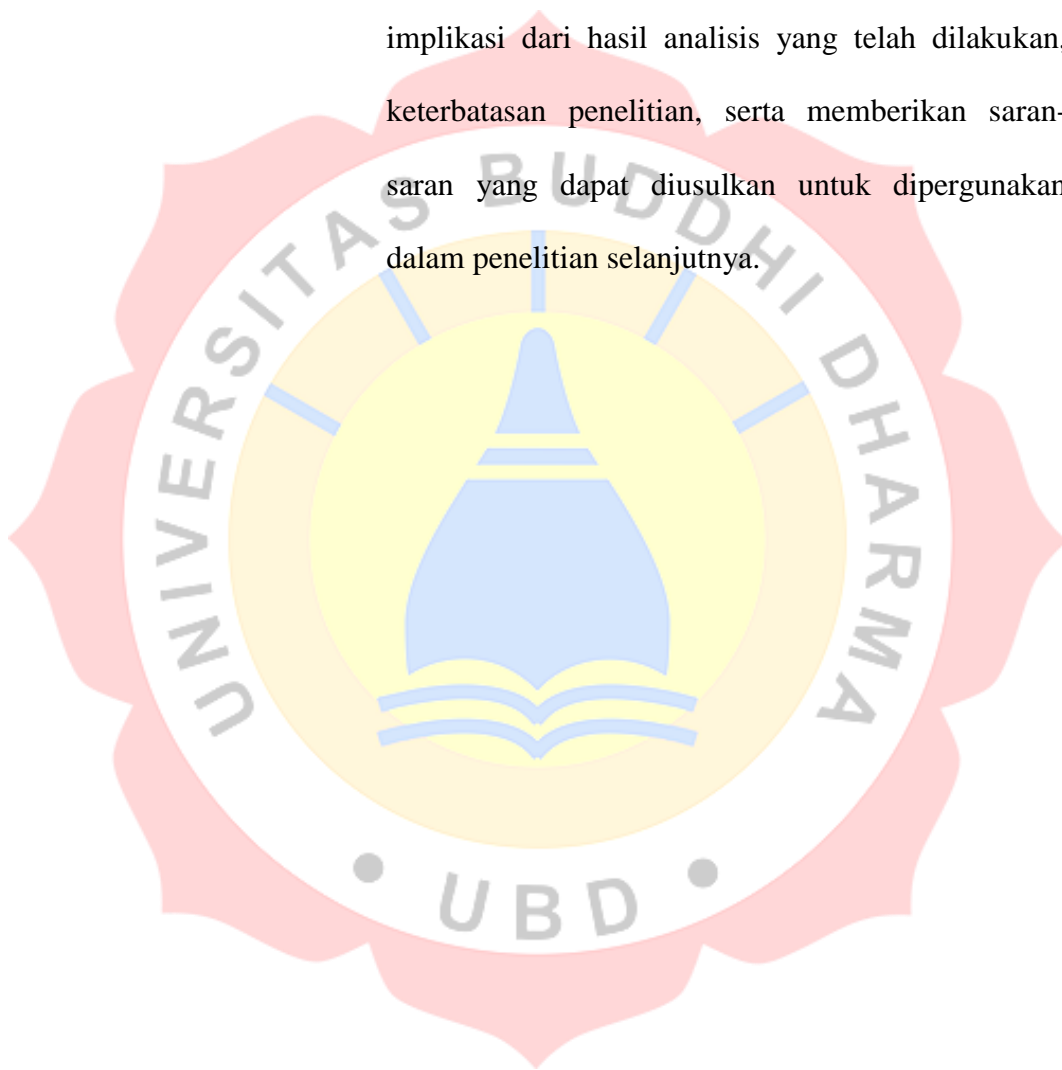 implikasi dari hasil analisis yang telah dilakukan,
keterbatasan penelitian, serta memberikan saran-
saran yang dapat diusulkan untuk dipergunakan
dalam penelitian selanjutnya.
UNIVERSITAS BUDDHI DHARMA
• UBD •